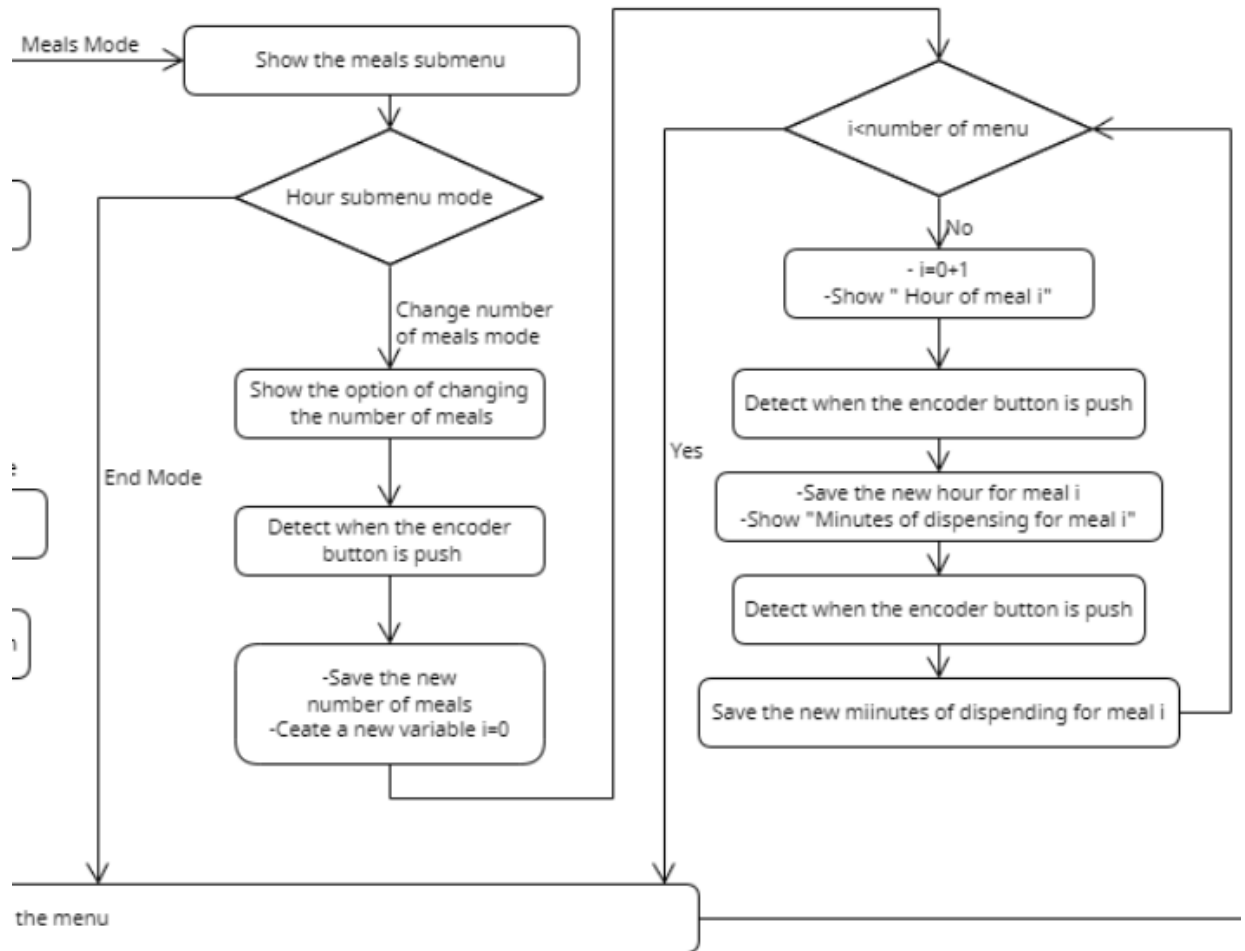 Meals Mode
Show the meals submenu
Hour submenu mode
Change number
of meals mode
Show the option of changing
the number of meals
End Mode
Detect when the encoder
button is push
-Save the new
number of meals
-Ceate a new variable i=0
i<number of menu
No
- i=0+1
-Show " Hour of meal i"
Detect when the encoder button is push
Yes
-Save the new hour for meal i
-Show "Minutes of dispensing for meal i"
Detect when the encoder button is push
Save the new miinutes of dispending for meal i
the menu